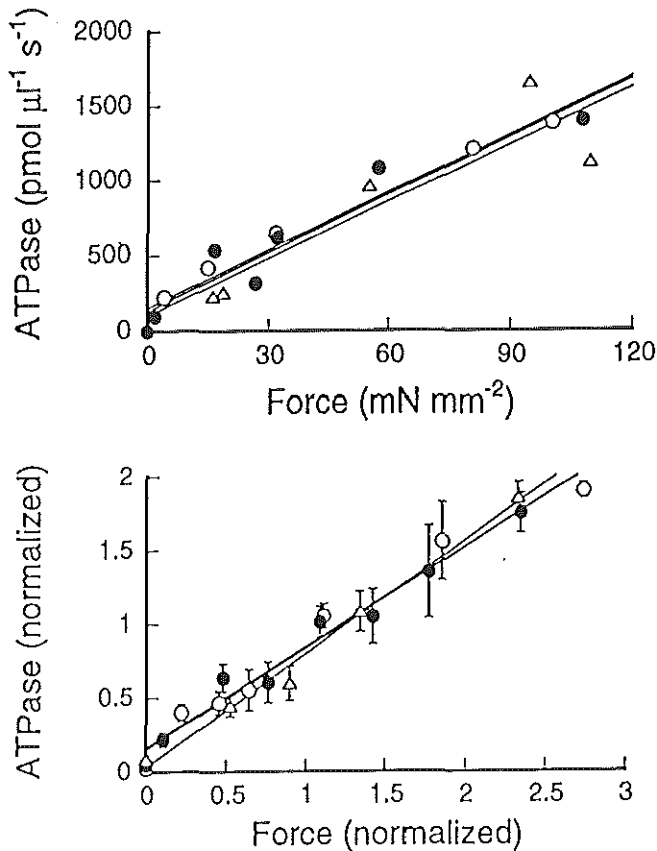 2000
1500
1000
500
0
ATPase (pmol µl⁻¹ s⁻¹)
0 30 60 90 120
Force (mN mm⁻²)
2
1.5
1
0.5
0
ATPase (normalized)
0 0.5 1 1.5 2 2.5 3
Force (normalized)